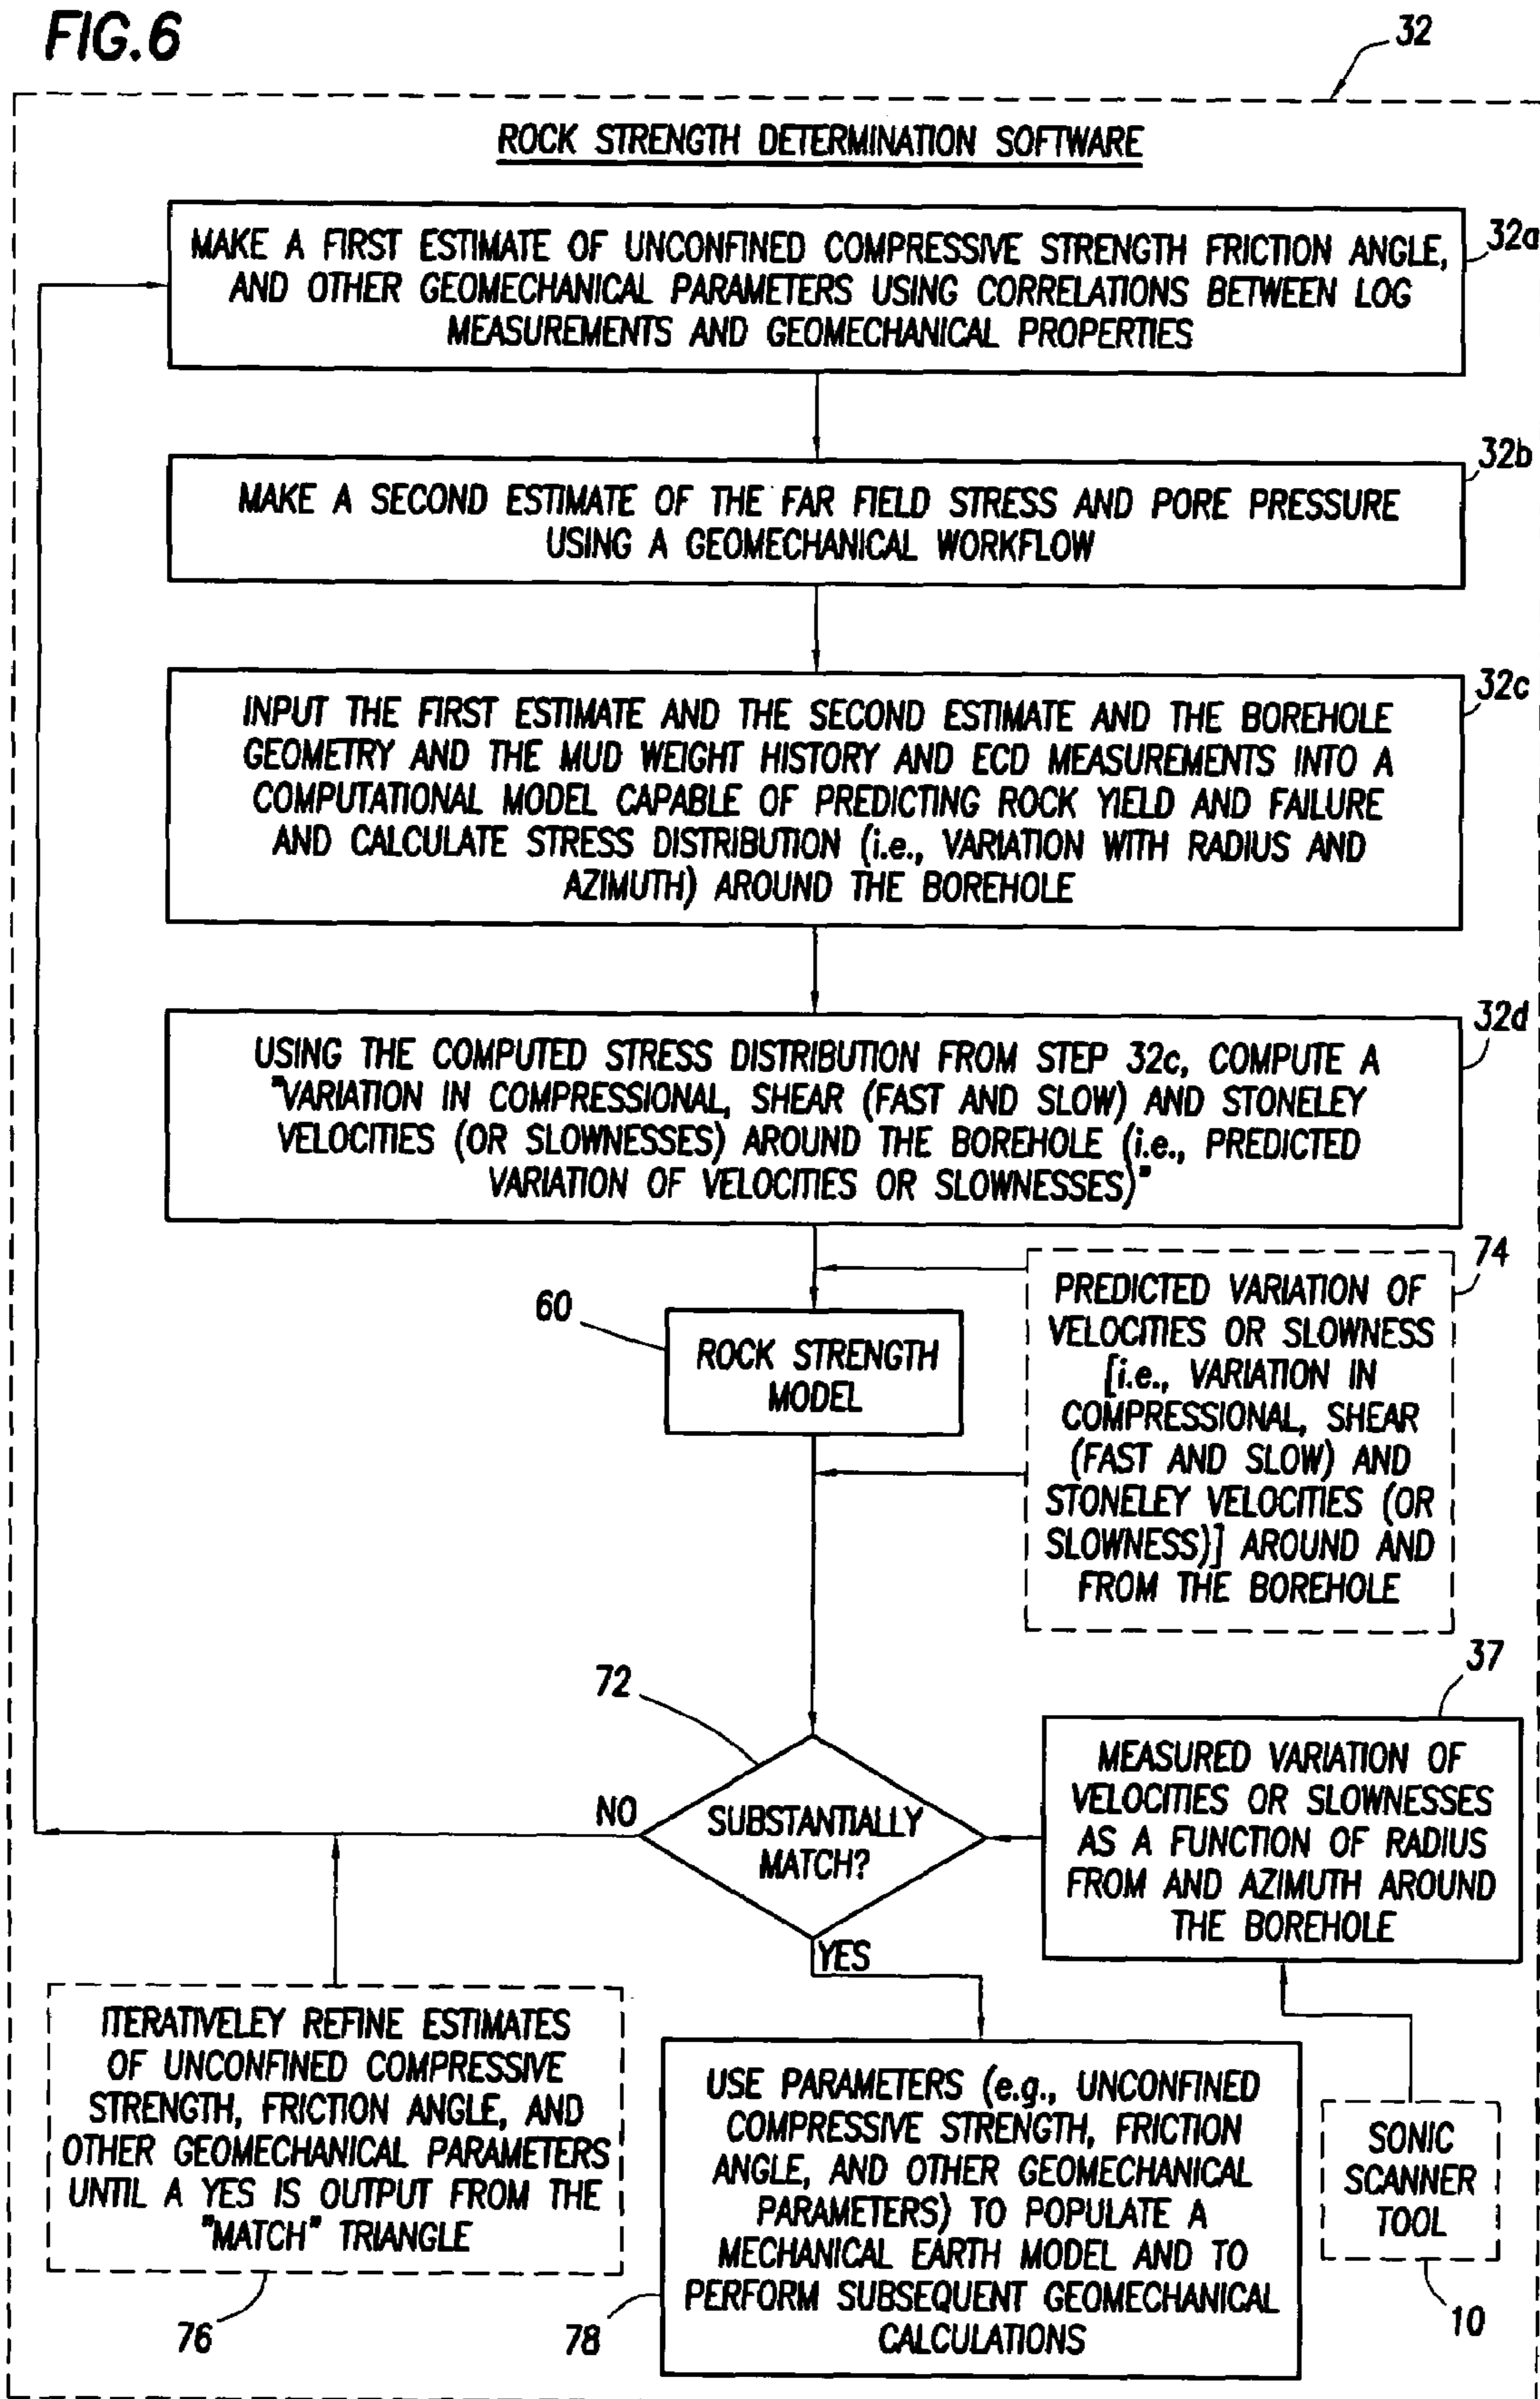 FIG.6
32
ROCK STRENGTH DETERMINATION SOFTWARE
MAKE A FIRST ESTIMATE OF UNCONFINED COMPRESSIVE STRENGTH FRICTION ANGLE,
AND OTHER GEOMECHANICAL PARAMETERS USING CORRELATIONS BETWEEN LOG
MEASUREMENTS AND GEOMECHANICAL PROPERTIES
32a
MAKE A SECOND ESTIMATE OF THE FAR FIELD STRESS AND PORE PRESSURE
USING A GEOMECHANICAL WORKFLOW
32b
INPUT THE FIRST ESTIMATE AND THE SECOND ESTIMATE AND THE BOREHOLE
GEOMETRY AND THE MUD WEIGHT HISTORY AND ECD MEASUREMENTS INTO A
COMPUTATIONAL MODEL CAPABLE OF PREDICTING ROCK YIELD AND FAILURE
AND CALCULATE STRESS DISTRIBUTION (i.e., VARIATION WITH RADIUS AND
AZIMUTH) AROUND THE BOREHOLE
32c
USING THE COMPUTED STRESS DISTRIBUTION FROM STEP 32c, COMPUTE A
"VARIATION IN COMPRESSIONAL, SHEAR (FAST AND SLOW) AND STONELEY
VELOCITIES (OR SLOWNESSES) AROUND THE BOREHOLE (i.e., PREDICTED
VARIATION OF VELOCITIES OR SLOWNESSES)"
32d
60
ROCK STRENGTH
MODEL
74
PREDICTED VARIATION OF
VELOCITIES OR SLOWNESS
[i.e., VARIATION IN
COMPRESSIONAL, SHEAR
(FAST AND SLOW) AND
STONELEY VELOCITIES (OR
SLOWNESS)] AROUND AND
FROM THE BOREHOLE
72
NO
SUBSTANTIALLY
MATCH?
YES
37
MEASURED VARIATION OF
VELOCITIES OR SLOWNESSES
AS A FUNCTION OF RADIUS
FROM AND AZIMUTH AROUND
THE BOREHOLE
ITERATIVELEY REFINE ESTIMATES
OF UNCONFINED COMPRESSIVE
STRENGTH, FRICTION ANGLE, AND
OTHER GEOMECHANICAL PARAMETERS
UNTIL A YES IS OUTPUT FROM THE
"MATCH" TRIANGLE
76
USE PARAMETERS (e.g., UNCONFINED
COMPRESSIVE STRENGTH, FRICTION
ANGLE, AND OTHER GEOMECHANICAL
PARAMETERS) TO POPULATE A
MECHANICAL EARTH MODEL AND TO
PERFORM SUBSEQUENT GEOMECHANICAL
CALCULATIONS
78
SONIC
SCANNER
TOOL
10